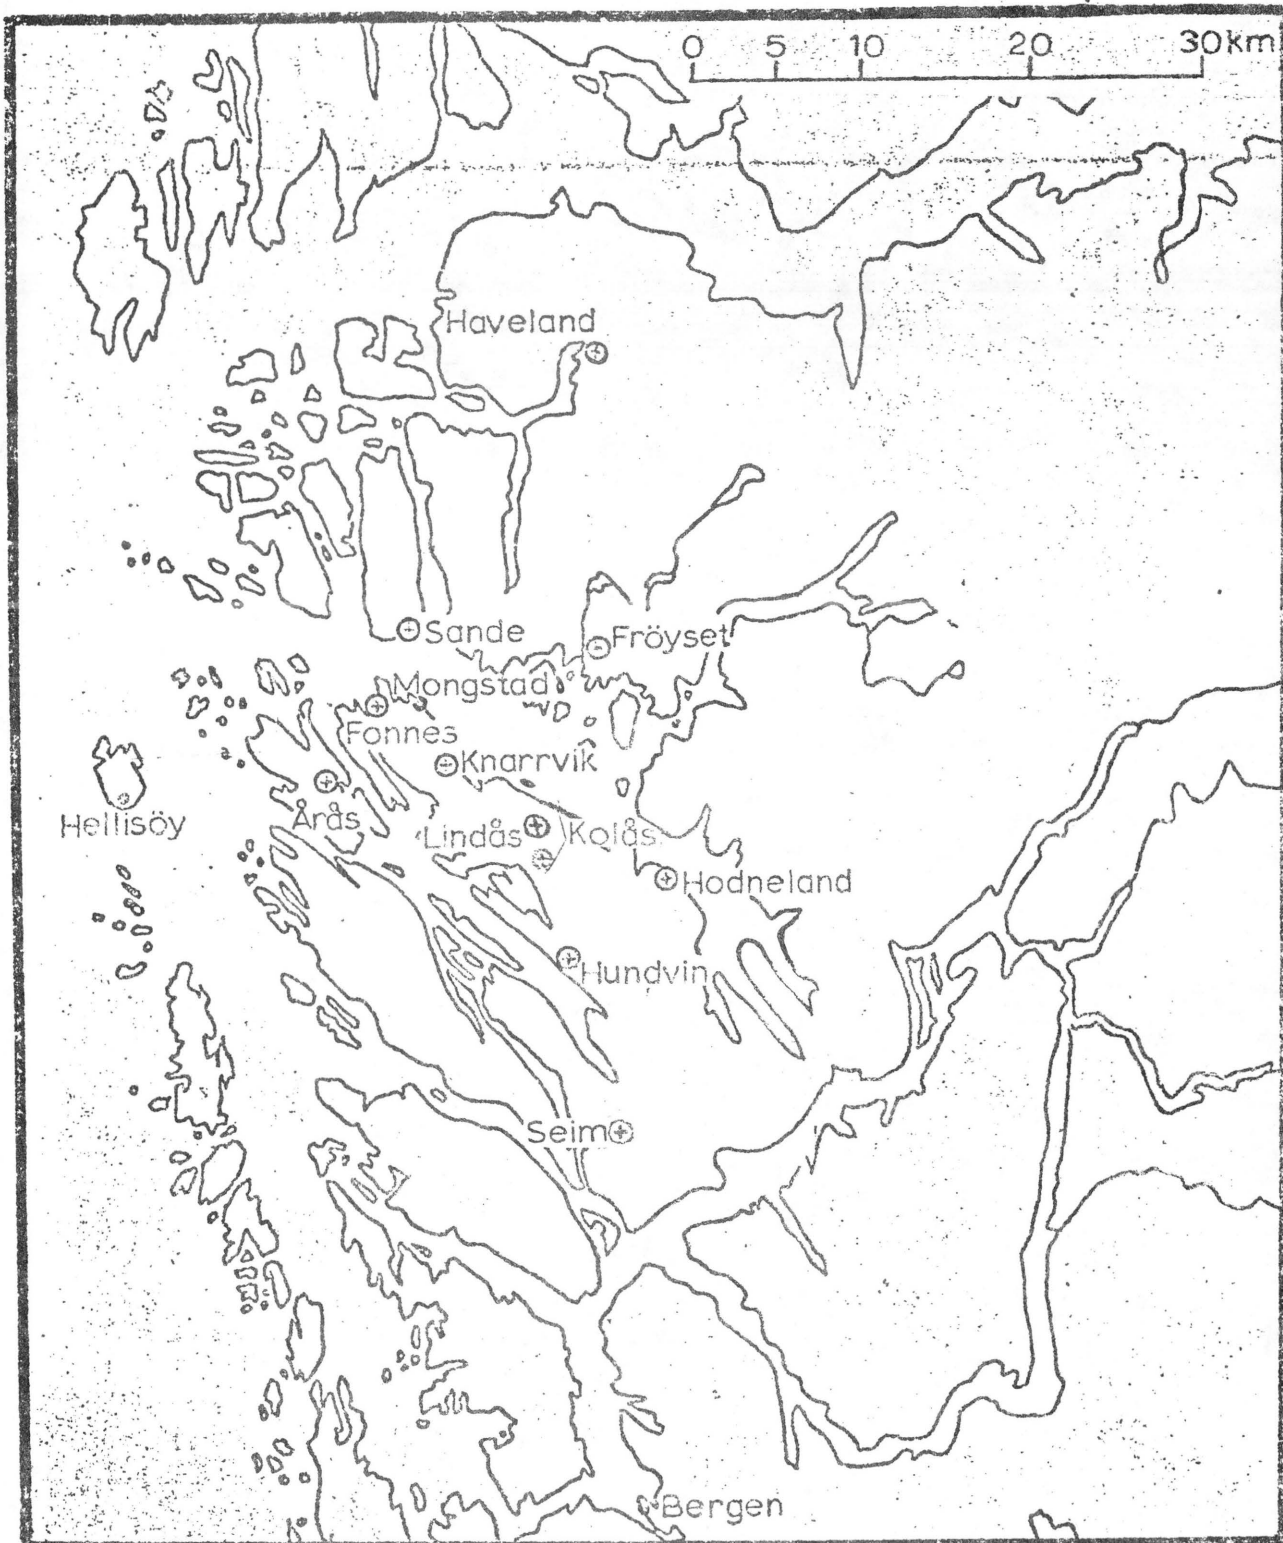 0 5 10 20 30km
Haveland
Sande
Fröyset
Mongstad
Fonnes
Knarrvik
Hellisöy
Årås
Lindås
Kolås
Hodneland
Hundvin
Seim
Bergen